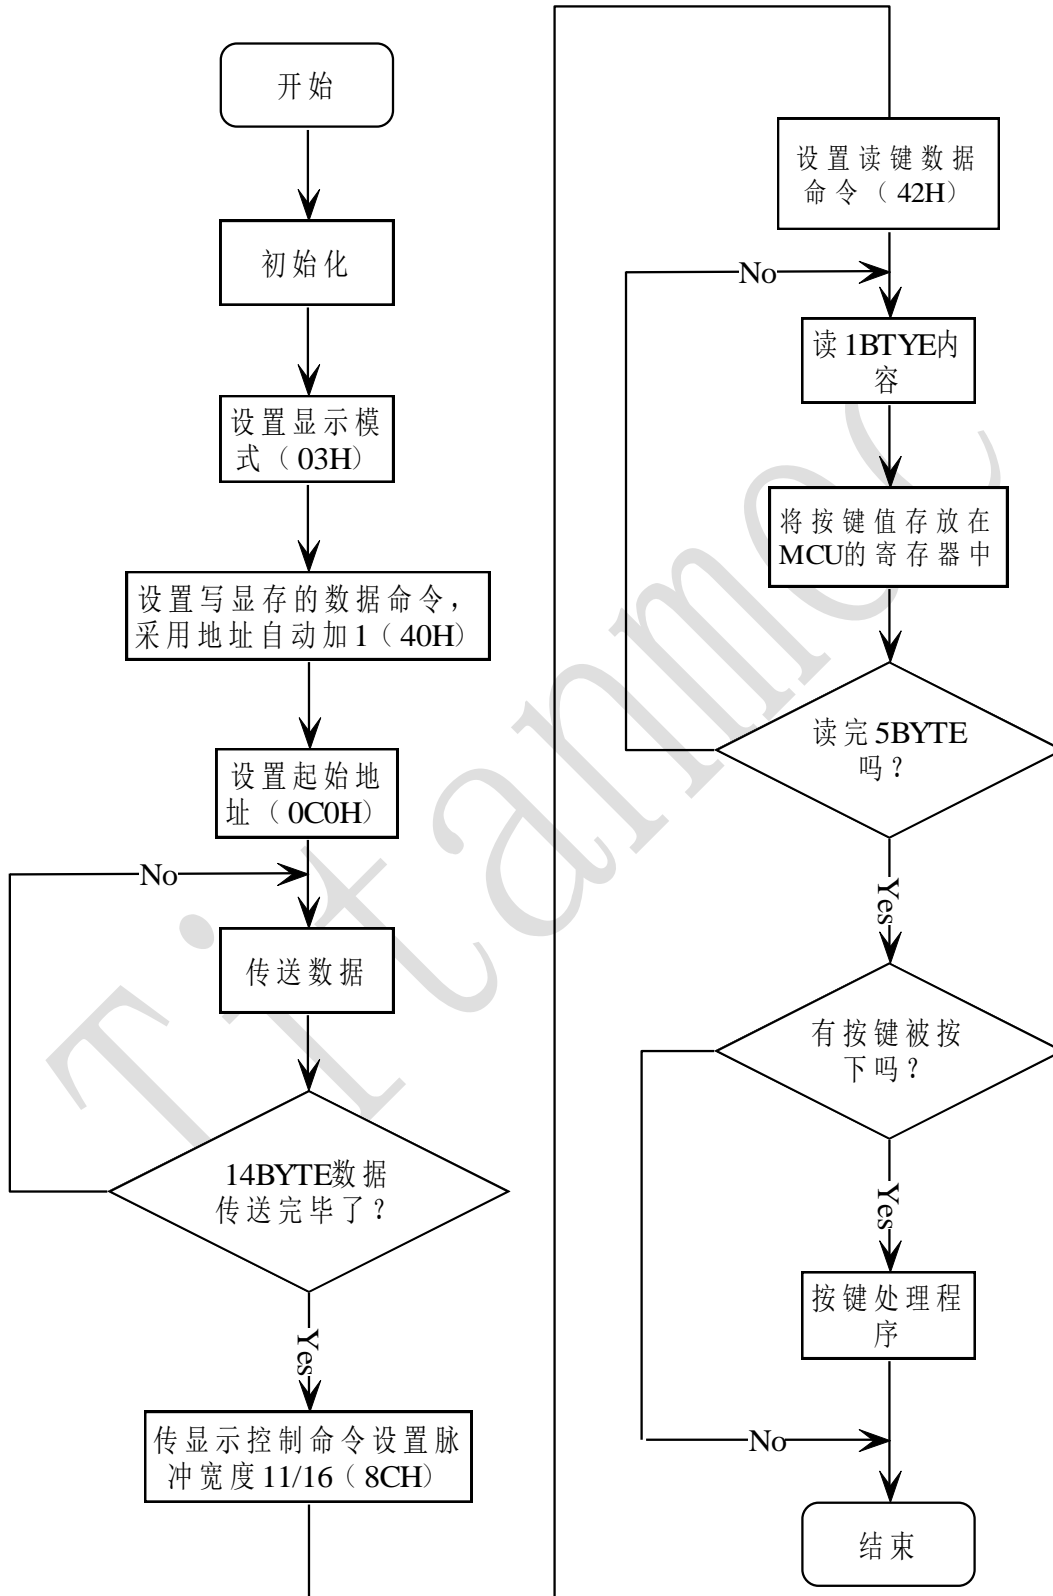 开始
初始化
设置显示模
式（03H）
设置写显存的数据命令，
采用地址自动加1（40H）
设置起始地
址（0C0H）
No
传送数据
14BYTE数据
传送完毕了？
Yes
传显示控制命令设置脉
冲宽度11/16（8CH）
设置读键数据
命令（42H）
No
读1BTYE内
容
将按键值存放在
MCU的寄存器中
读完5BYTE
吗？
Yes
有按键被按
下吗？
Yes
按键处理程
序
No
结束
Titanmec